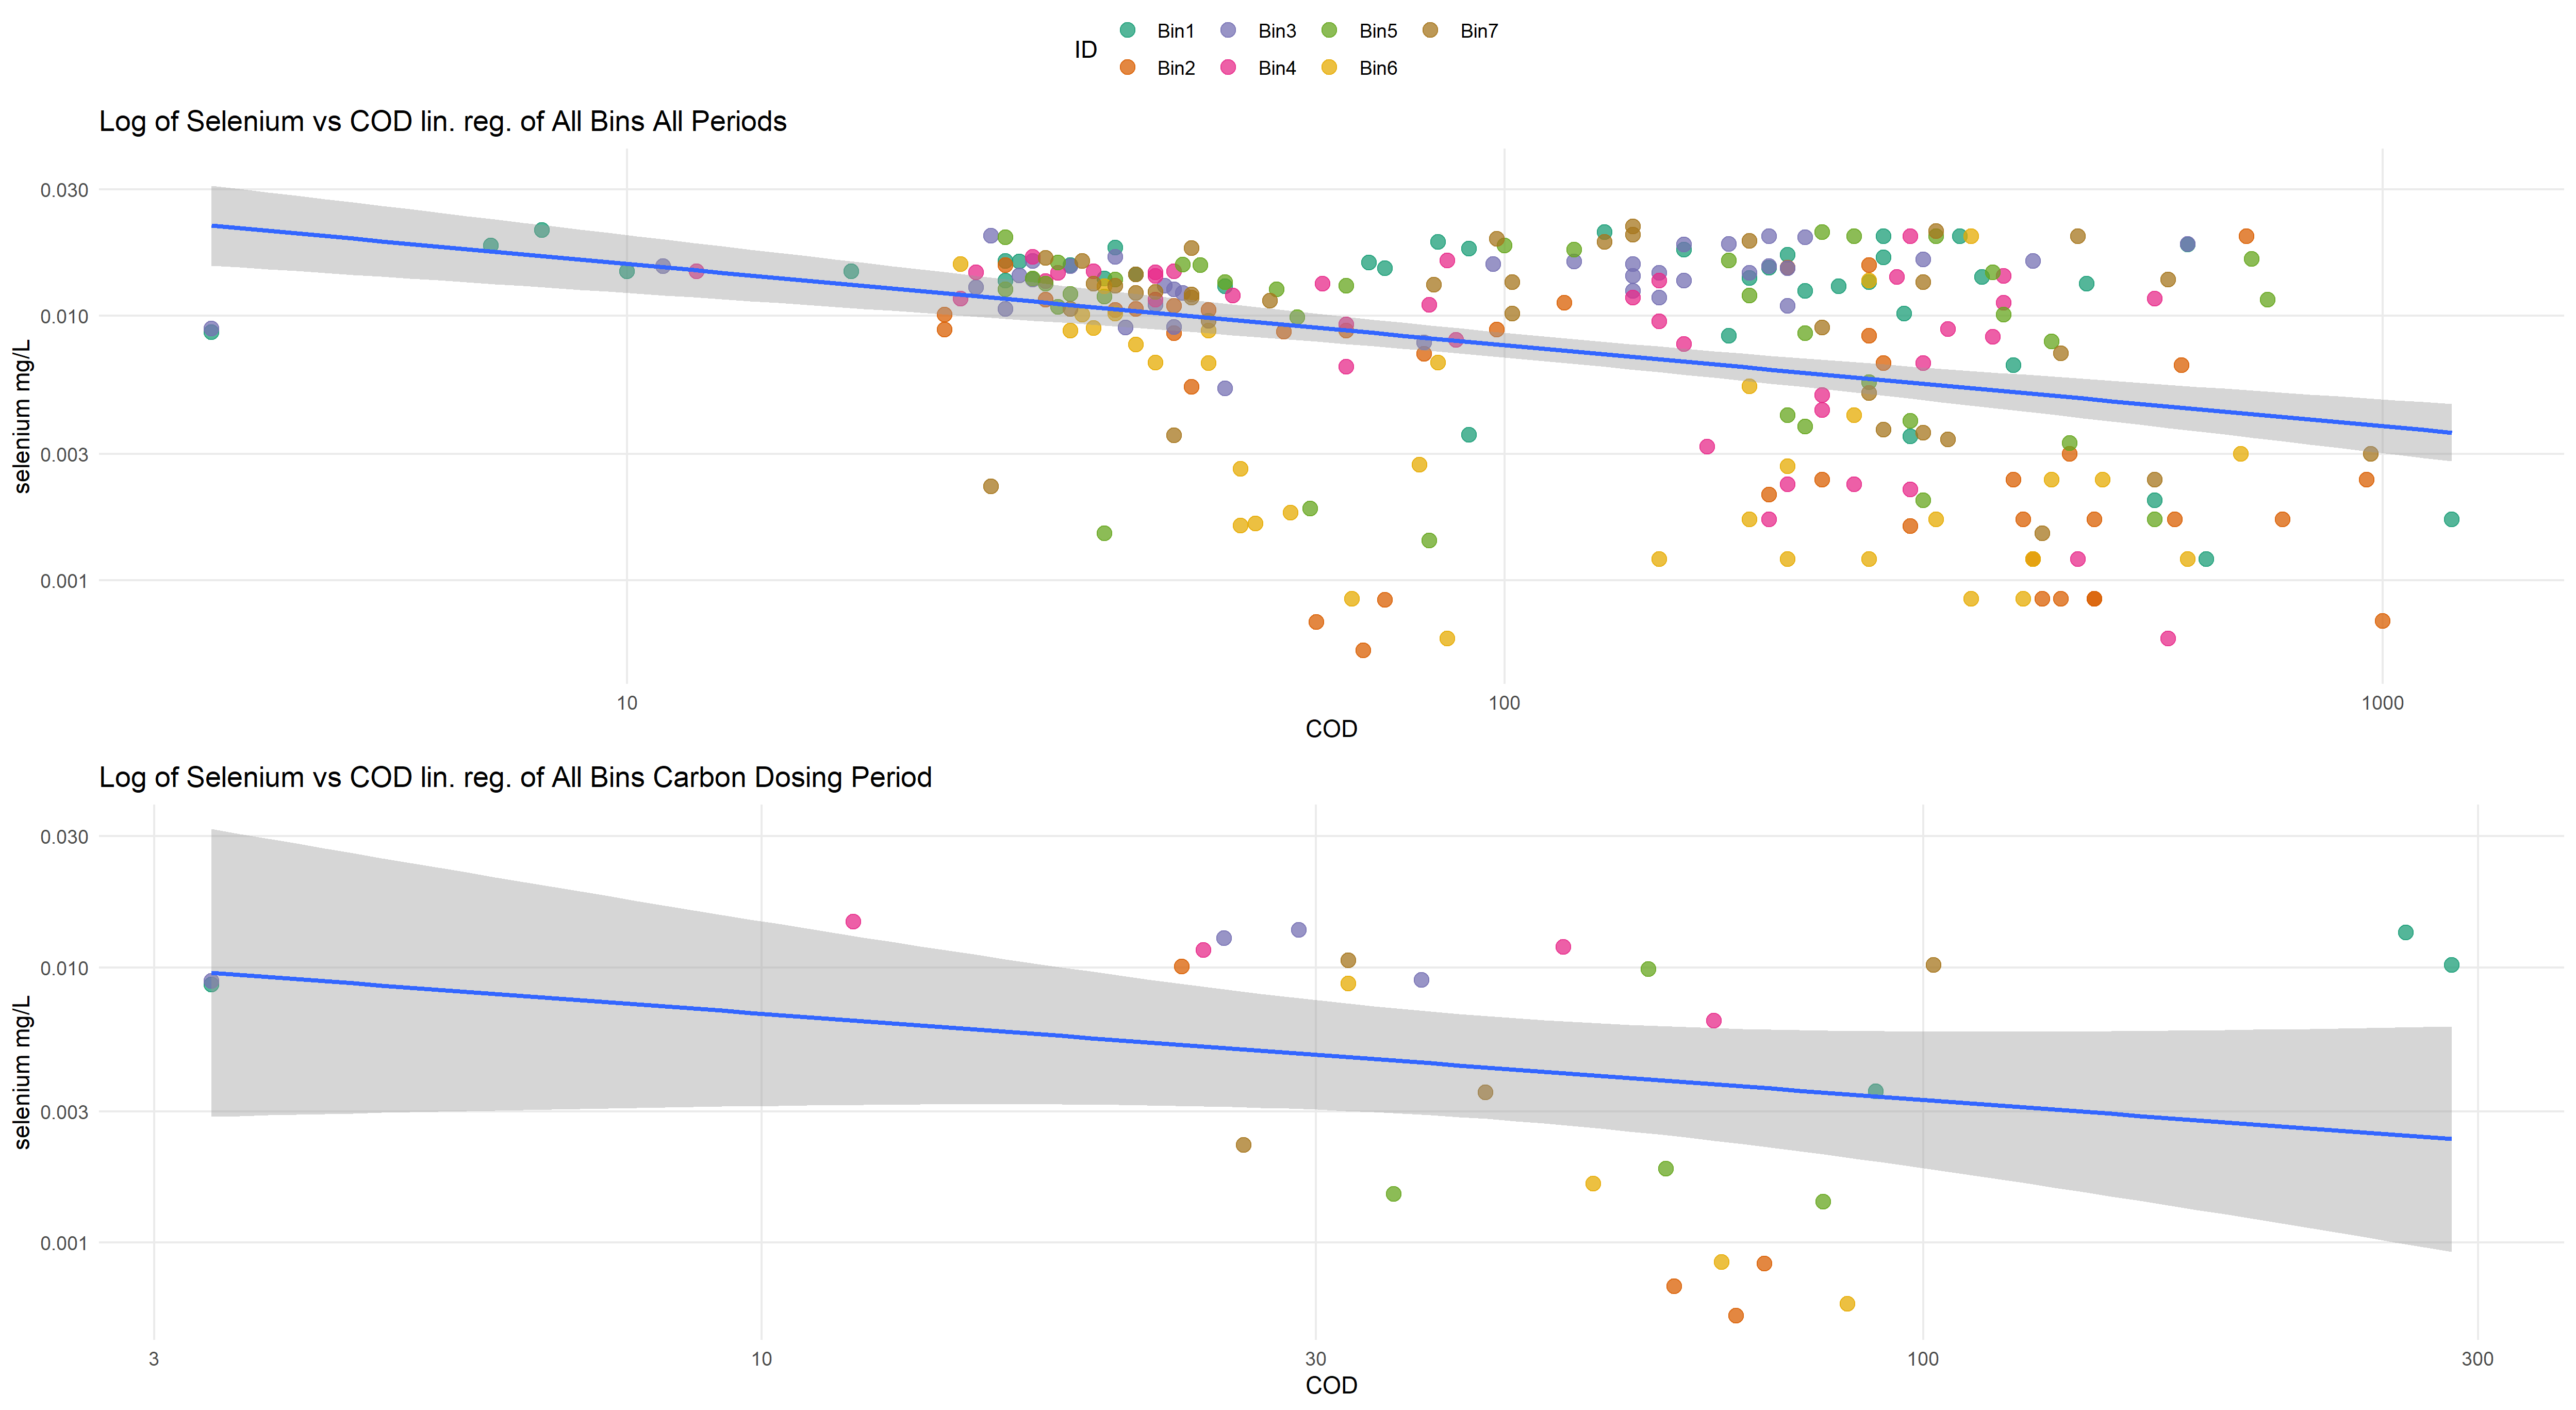 ID
Bin1 Bin3 Bin5 Bin7
Bin2 Bin4 Bin6
Log of Selenium vs COD lin. reg. of All Bins All Periods
selenium mg/L
0.030
0.010
0.003
0.001
10 100 1000
COD
Log of Selenium vs COD lin. reg. of All Bins Carbon Dosing Period
selenium mg/L
0.030
0.010
0.003
0.001
3 10 30 100 300
COD